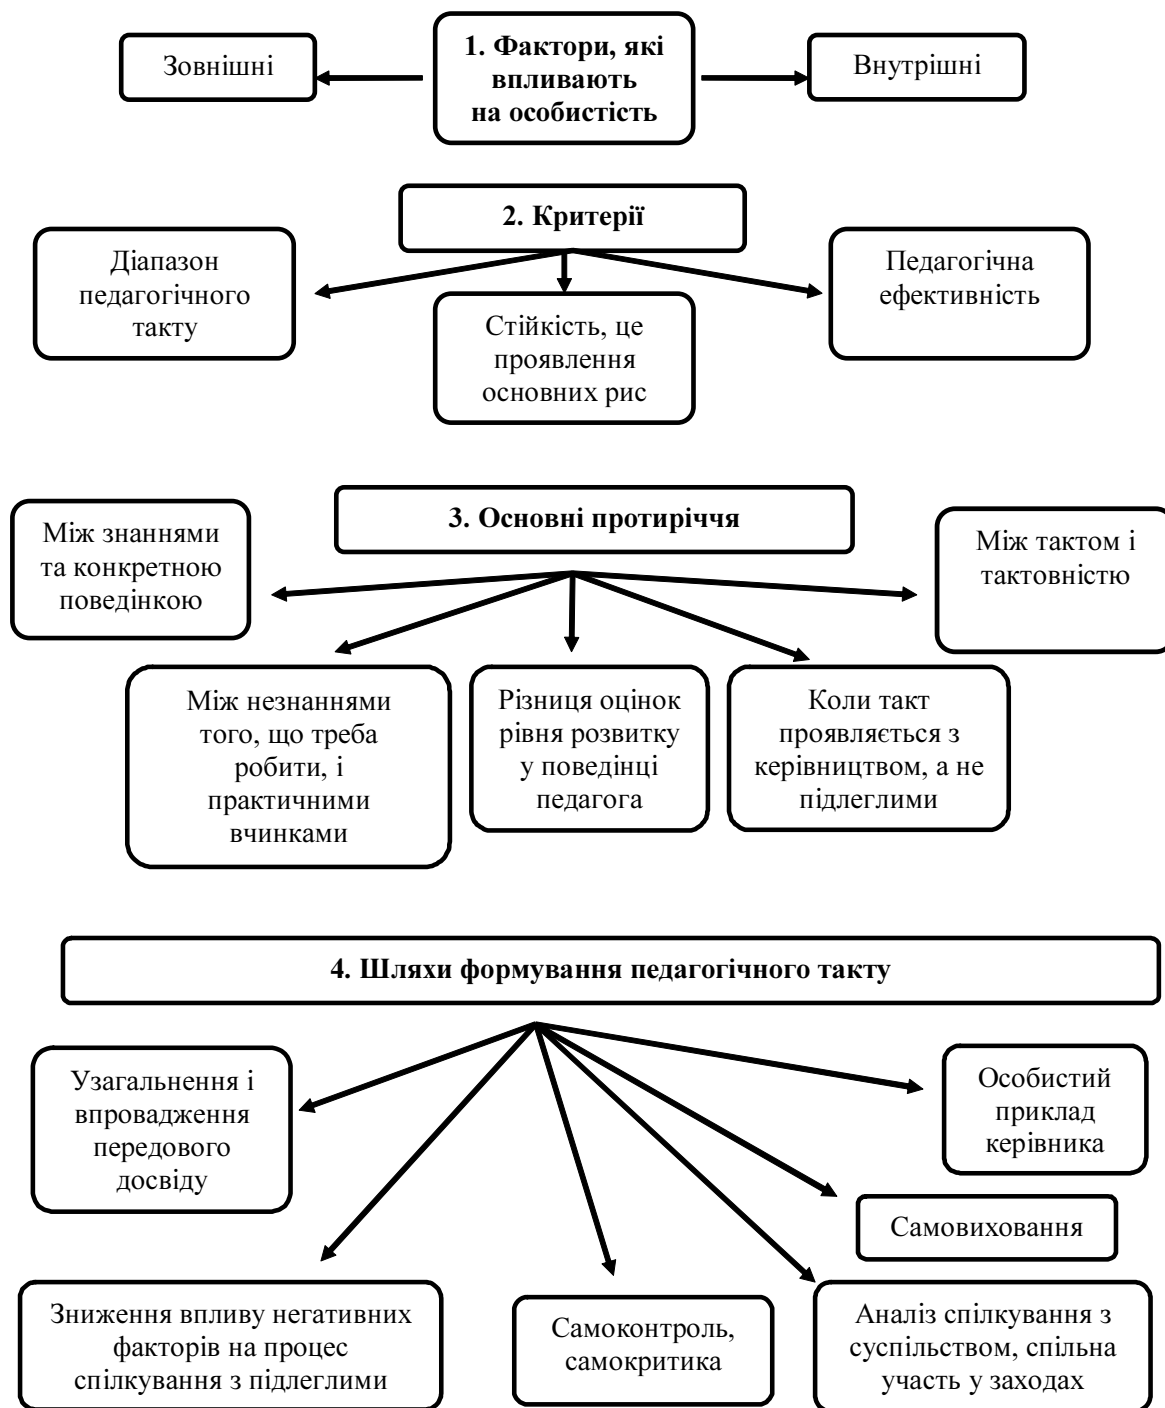 Зовнішні
1. Фактори, які
впливають
на особистість
Внутрішні
2. Критерії
Діапазон
педагогічного
такту
Стійкість, це
проявлення
основних рис
Педагогічна
ефективність
3. Основні протиріччя
Між знаннями
та конкретною
поведінкою
Між тактом і
тактовністю
Між незнаннями
того, що треба
робити, і
практичними
вчинками
Різниця оцінок
рівня розвитку
у поведінці
педагога
Коли такт
проявляється з
керівництвом, а не
підлеглими
4. Шляхи формування педагогічного такту
Узагальнення і
впровадження
передового
досвіду
Особистий
приклад
керівника
Самовиховання
Зниження впливу негативних
факторів на процес
спілкування з підлеглими
Самоконтроль,
самокритика
Аналіз спілкування з
суспільством, спільна
участь у заходах